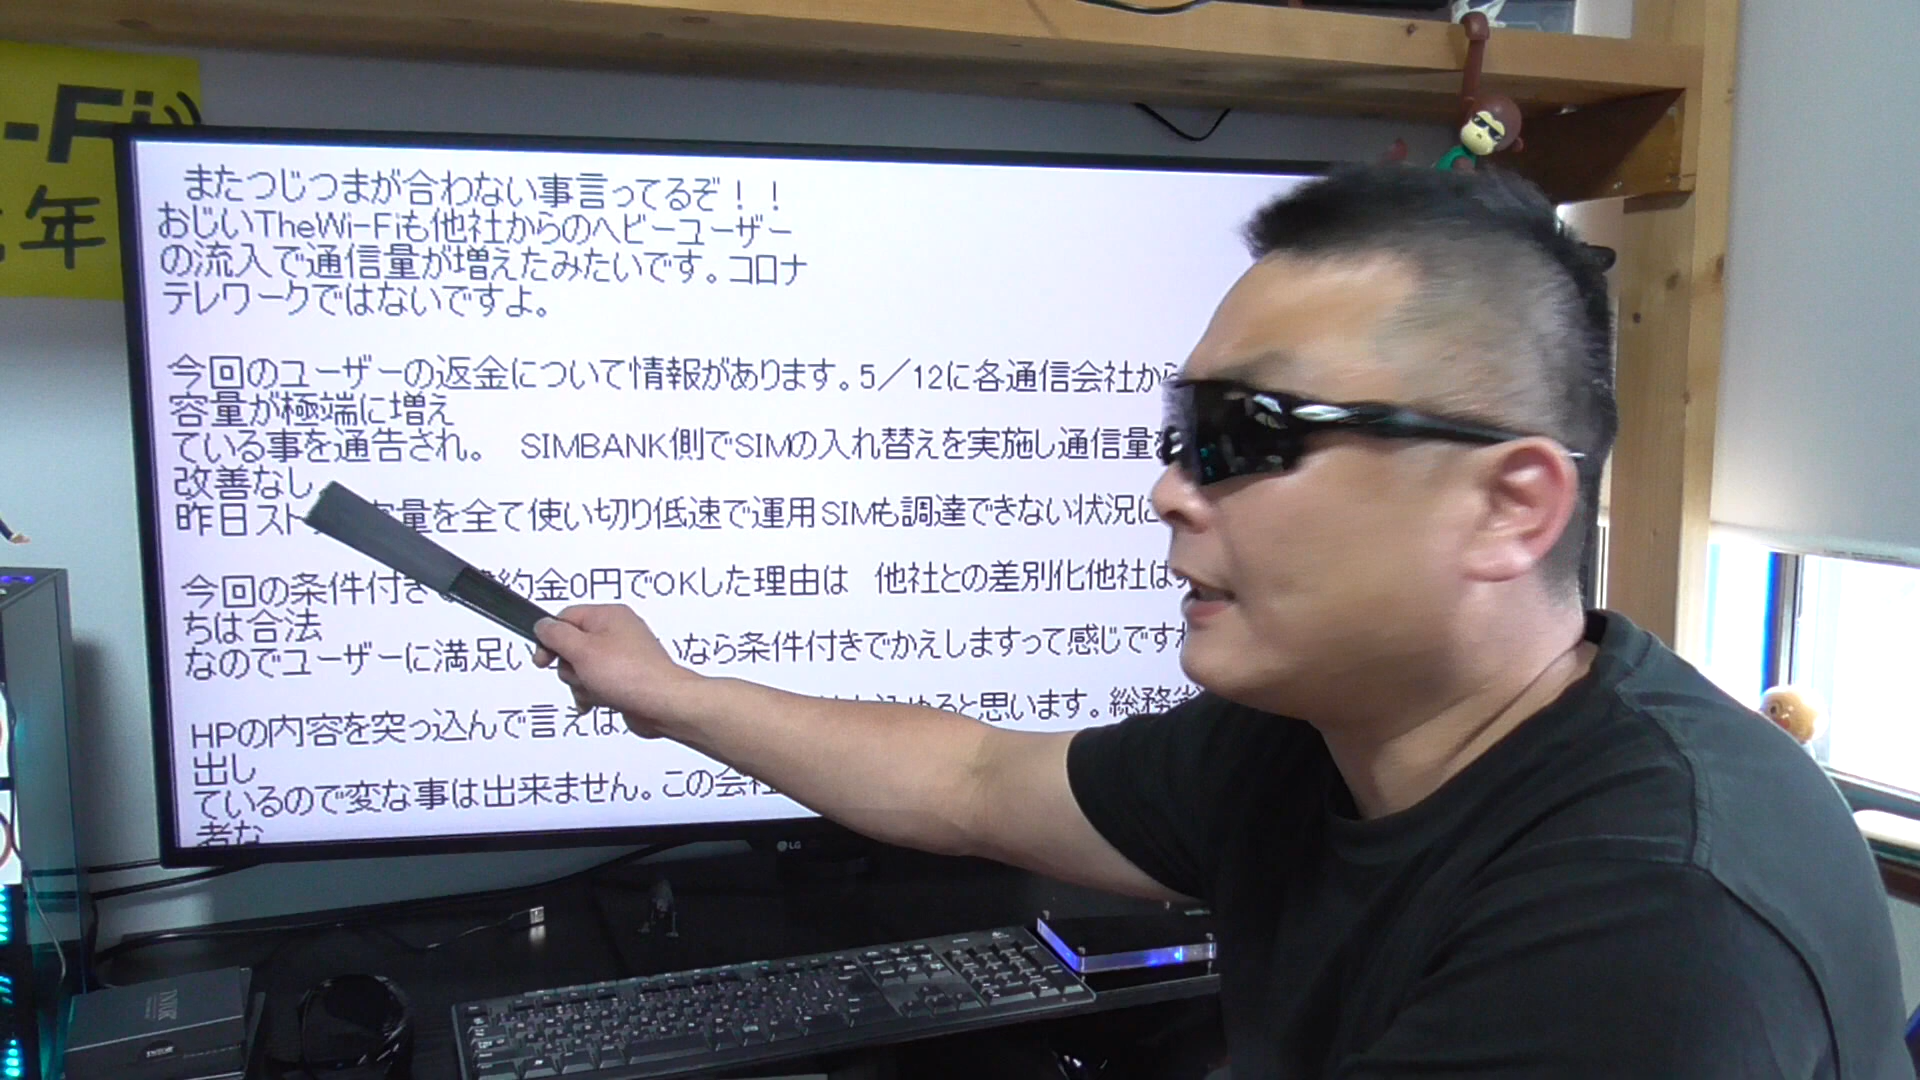 -Fi
年
またつじつまが合わない事言ってるぞ！！
おじいTheWi-Fiも他社からのヘビーユーザー
の流入で通信量が増えたみたいです。コロナ
テレワークではないですよ。
今回のユーザーの返金について情報があります。5／12に各通信会社から
容量が極端に増え
ている事を通告され。 SIMBANK側でSIMの入れ替えを実施し通信量
改善なし
昨日スト 容量を全て使い切り低速で運用SIMも調達できない状況に
今回の条件付き 約金0円でOKした理由は 他社との差別化他社は
ちは合法
なのでユーザーに満足い いなら条件付きでかえしますって感じですね
HPの内容を突っ込んで言えば と思います。総務省
出し
ているので変な事は出来ません。この会社
者な
LG